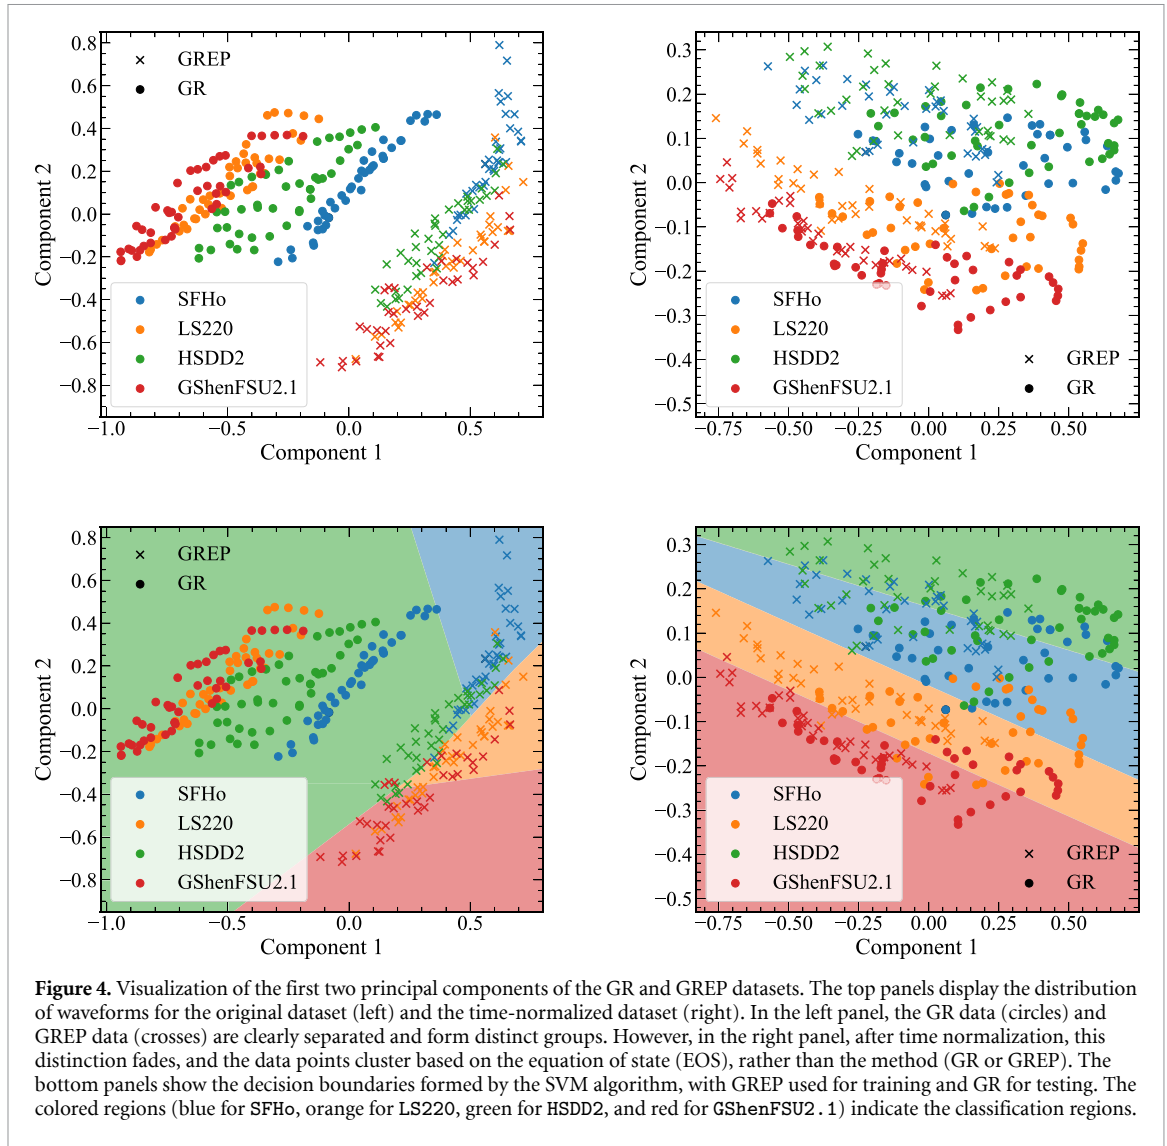 0.8
0.6
0.4
0.2
0.0
−0.2
−0.4
−0.6
−0.8
Component 2
GREP
GR
SFHo
LS220
HSDD2
GShenFSU2.1
−1.0 −0.5 0.0 0.5
Component 1
0.3
0.2
0.1
0.0
−0.1
−0.2
−0.3
−0.4
−0.5
Component 2
SFHo
LS220
HSDD2
GShenFSU2.1
GREP
GR
−0.75 −0.50 −0.25 0.00 0.25 0.50
Component 1
0.8
0.6
0.4
0.2
0.0
−0.2
−0.4
−0.6
−0.8
Component 2
GREP
GR
SFHo
LS220
HSDD2
GShenFSU2.1
−1.0 −0.5 0.0 0.5
Component 1
0.3
0.2
0.1
0.0
−0.1
−0.2
−0.3
−0.4
−0.5
Component 2
SFHo
LS220
HSDD2
GShenFSU2.1
GREP
GR
−0.75 −0.50 −0.25 0.00 0.25 0.50
Component 1
Figure 4. Visualization of the first two principal components of the GR and GREP datasets. The top panels display the distribution
of waveforms for the original dataset (left) and the time-normalized dataset (right). In the left panel, the GR data (circles) and
GREP data (crosses) are clearly separated and form distinct groups. However, in the right panel, after time normalization, this
distinction fades, and the data points cluster based on the equation of state (EOS), rather than the method (GR or GREP). The
bottom panels show the decision boundaries formed by the SVM algorithm, with GREP used for training and GR for testing. The
colored regions (blue for SFHo, orange for LS220, green for HSDD2, and red for GShenFSU2.1) indicate the classification regions.